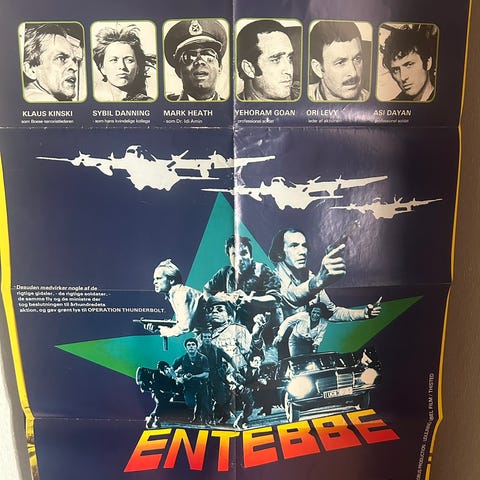 KLAUS KINSKI
som Boese-terroristlederen
SYBIL DANNING
som hans kvindelige kollega
MARK HEATH
som Dr. Idi Amin
YEHORAM GOAN
professional soldat
ORI LEVY
leder af aktionen
ASI DAYAN
professional soldat
Desuden medvirker nogle af de
rigtige gidsler, - de rigtige soldater, -
de samme fly og de ministre der
tog beslutningen til århundredets
aktion, og gav grønt lys til OPERATION THUNDERBOLT.
ENTEBBE
FILM / THISTED